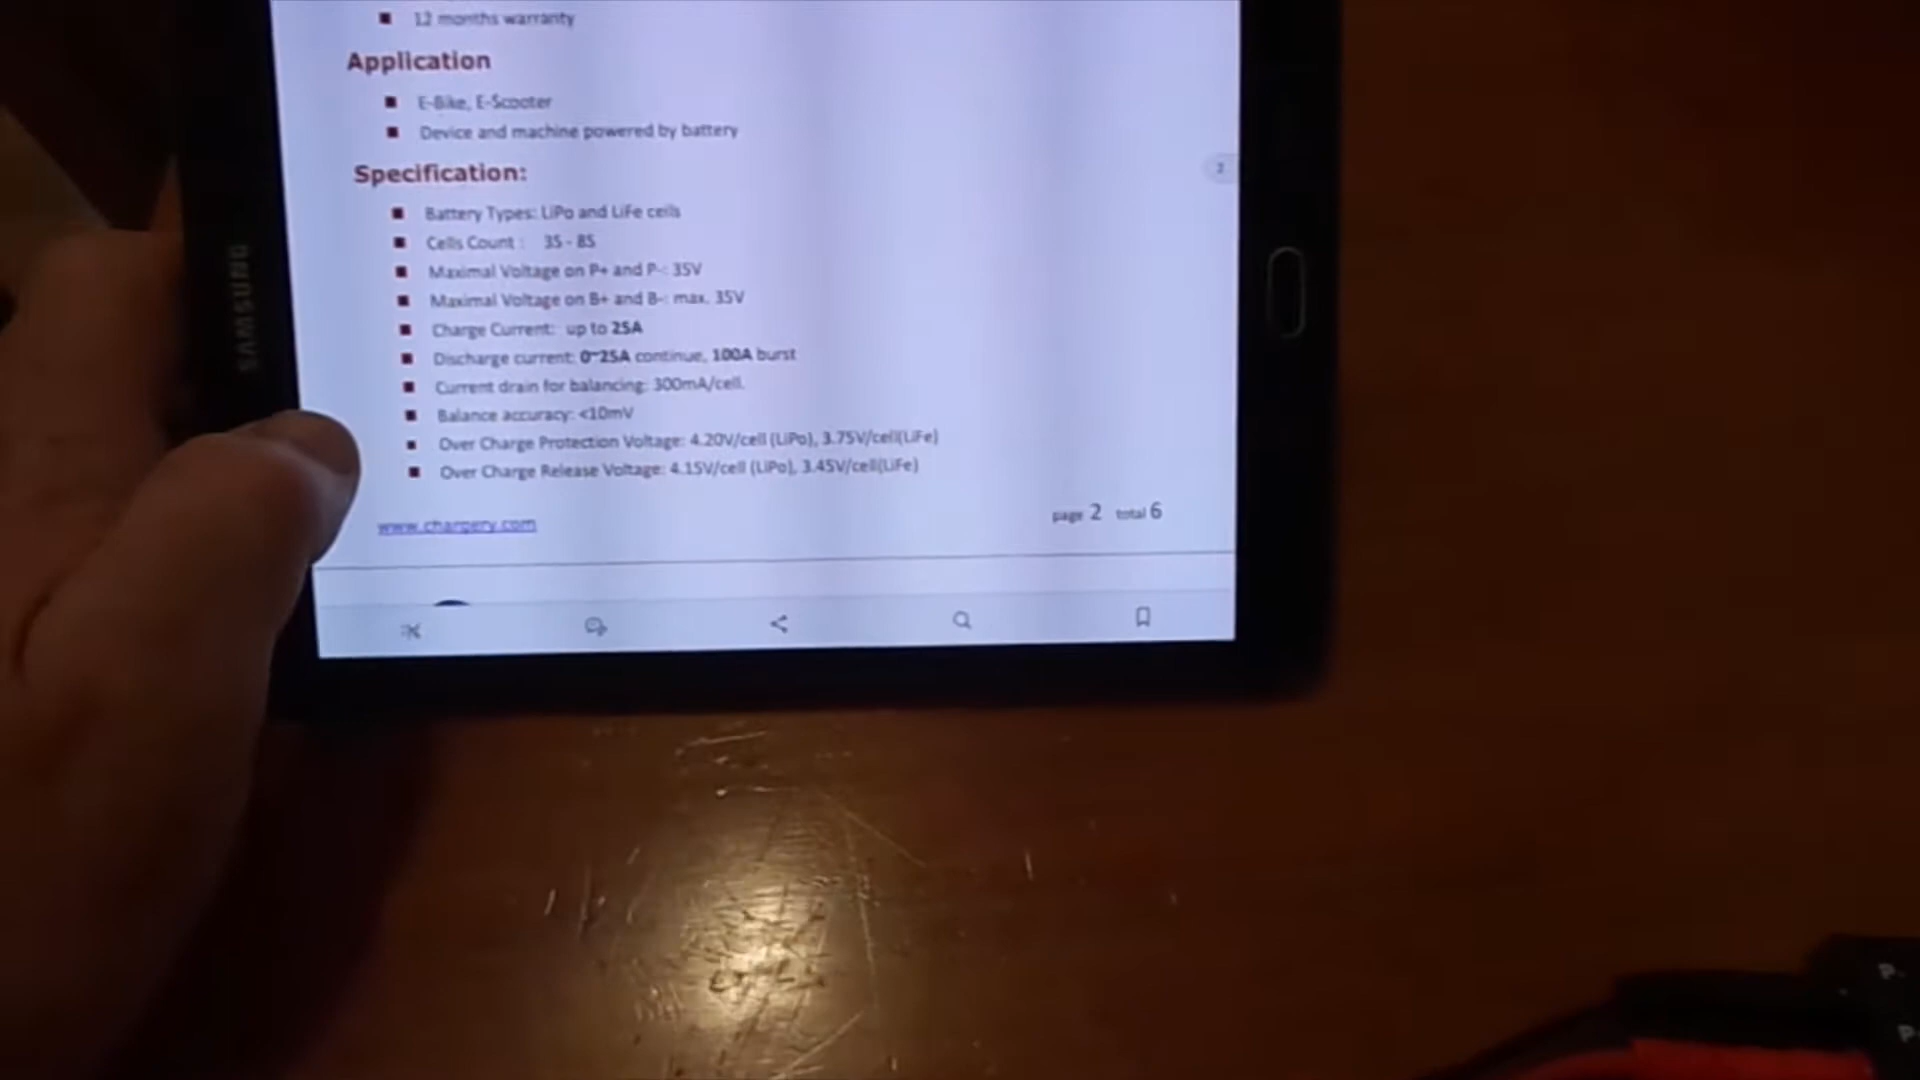 12 months warranty
Application
E-Bike, E-Scooter
Device and machine powered by battery
Specification:
2
Battery Types: LiPo and LiFe cells
Cells Count : 3S - 8S
Maximal Voltage on P+ and P-: 35V
Maximal Voltage on B+ and B-: max. 35V
Charge Current: up to 25A
Discharge current: 0~25A continue, 100A burst
Current drain for balancing: 300mA/cell.
Balance accuracy: <10mV
Over Charge Protection Voltage: 4.20V/cell (LiPo), 3.75V/cell(LiFe)
Over Charge Release Voltage: 4.15V/cell (LiPo), 3.45V/cell(LiFe)
www.chargery.com
page 2 total 6
SAMSUNG
P-
P